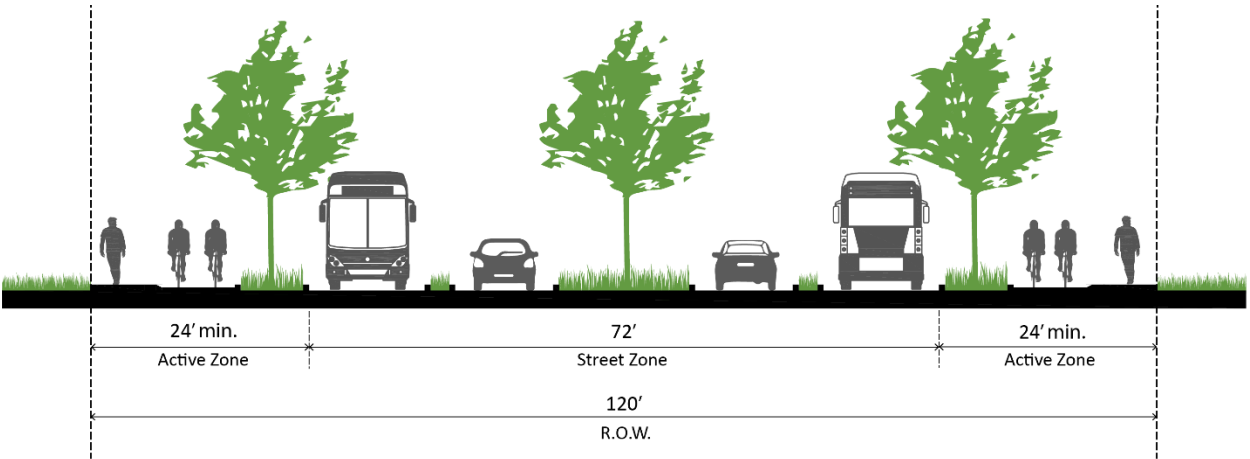 24′ min.
Active Zone
72′
Street Zone
24′ min.
Active Zone
120′
R.O.W.